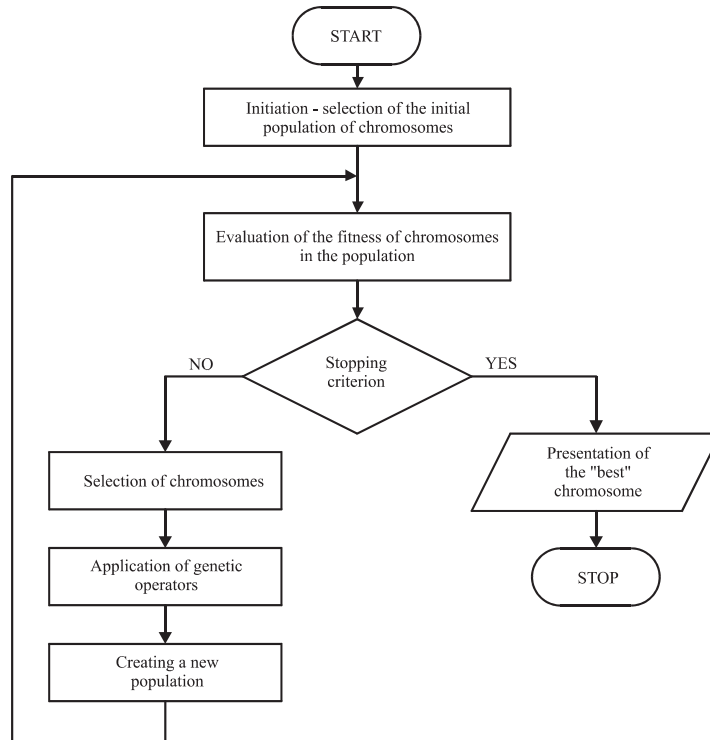 START
Initiation - selection of the initial
population of chromosomes
Evaluation of the fitness of chromosomes
in the population
Stopping
criterion
NO
YES
Selection of chromosomes
Application of genetic
operators
Creating a new
population
Presentation of
the "best"
chromosome
STOP